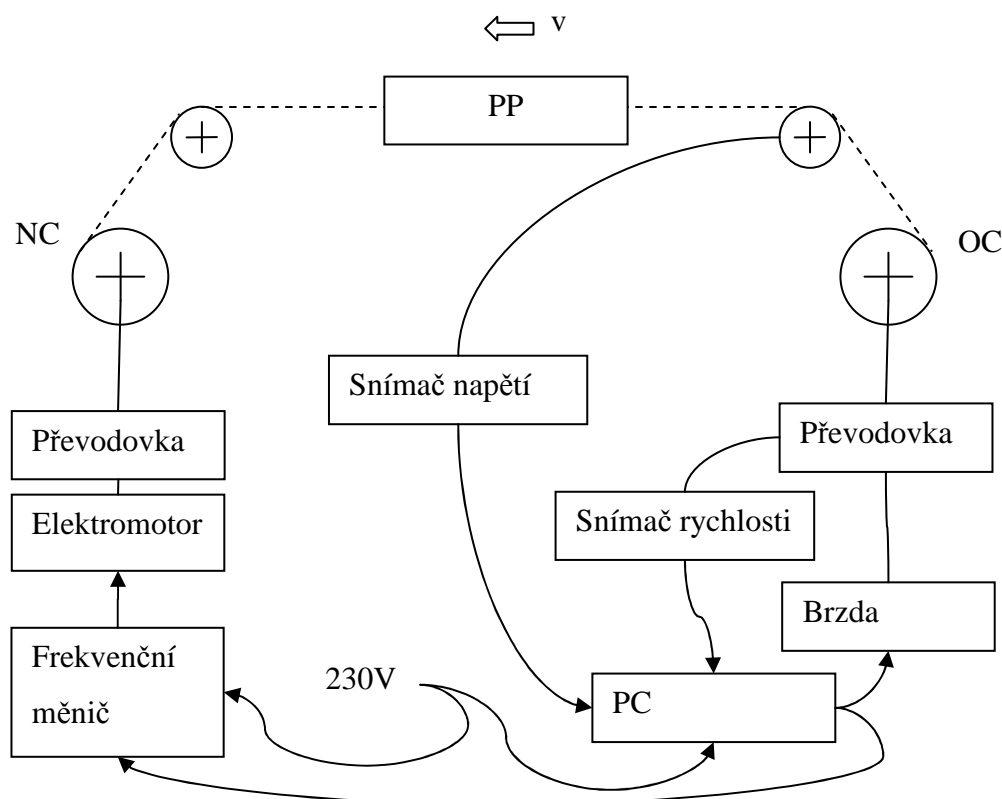 v
PP
NC
OC
Snímač napětí
Převodovka
Převodovka
Elektromotor
Snímač rychlosti
Brzda
Frekvenční
měnič
230V
PC